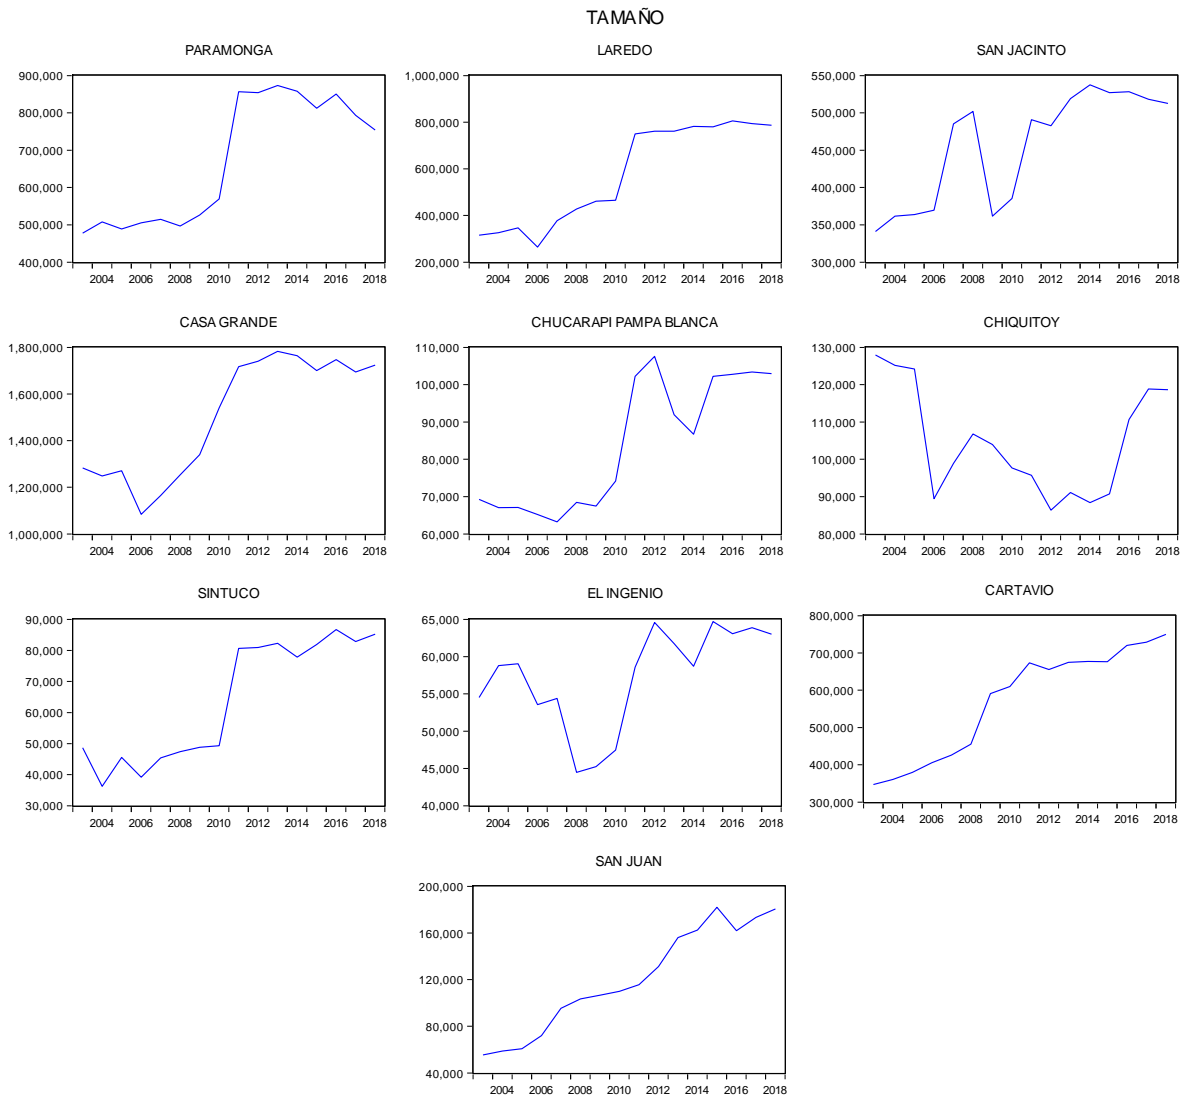 TAMAÑO
PARAMONGA
900,000
800,000
700,000
600,000
500,000
400,000
2004 2006 2008 2010 2012 2014 2016 2018
LAREDO
1,000,000
800,000
600,000
400,000
200,000
2004 2006 2008 2010 2012 2014 2016 2018
SAN JACINTO
550,000
500,000
450,000
400,000
350,000
300,000
2004 2006 2008 2010 2012 2014 2016 2018
CASA GRANDE
1,800,000
1,600,000
1,400,000
1,200,000
1,000,000
2004 2006 2008 2010 2012 2014 2016 2018
CHUCARAPI PAMPA BLANCA
110,000
100,000
90,000
80,000
70,000
60,000
2004 2006 2008 2010 2012 2014 2016 2018
CHIQUITOY
130,000
120,000
110,000
100,000
90,000
80,000
2004 2006 2008 2010 2012 2014 2016 2018
SINTUCO
90,000
80,000
70,000
60,000
50,000
40,000
30,000
2004 2006 2008 2010 2012 2014 2016 2018
EL INGENIO
65,000
60,000
55,000
50,000
45,000
40,000
2004 2006 2008 2010 2012 2014 2016 2018
CARTAVIO
800,000
700,000
600,000
500,000
400,000
300,000
2004 2006 2008 2010 2012 2014 2016 2018
SAN JUAN
200,000
160,000
120,000
80,000
40,000
2004 2006 2008 2010 2012 2014 2016 2018